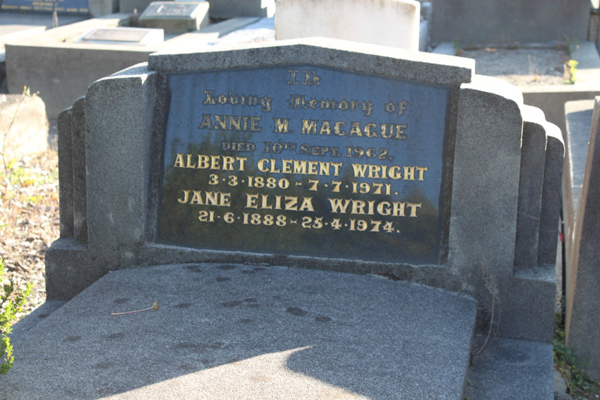 In
Loving Memory of
ANNIE M. MACAGUE
DIED 10TH SEPT. 1962.
ALBERT CLEMENT WRIGHT
3·3·1880 - 7·7·1971.
JANE ELIZA WRIGHT
21·6·1888 - 25·4·1974.